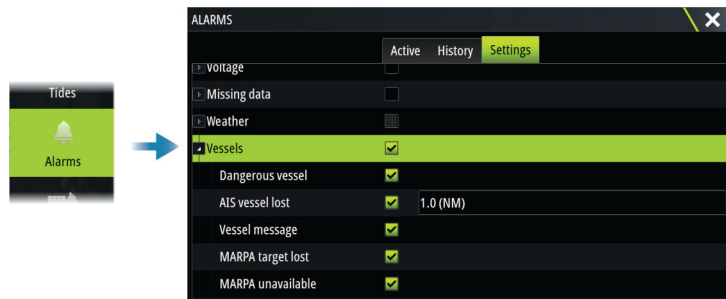 ALARMS
Active History Settings
Voltage
Missing data
Weather
Vessels
Dangerous vessel
AIS vessel lost 1.0 (NM)
Vessel message
MARPA target lost
MARPA unavailable
Tides
Alarms